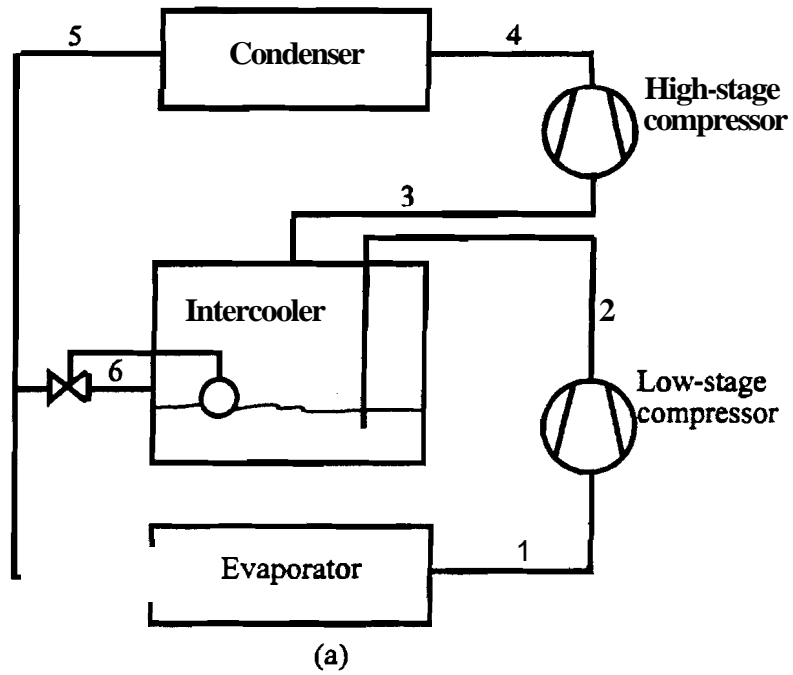 5
Condenser
4
High-stage
compressor
3
Intercooler
2
6
Low-stage
compressor
Evaporator
1
(a)